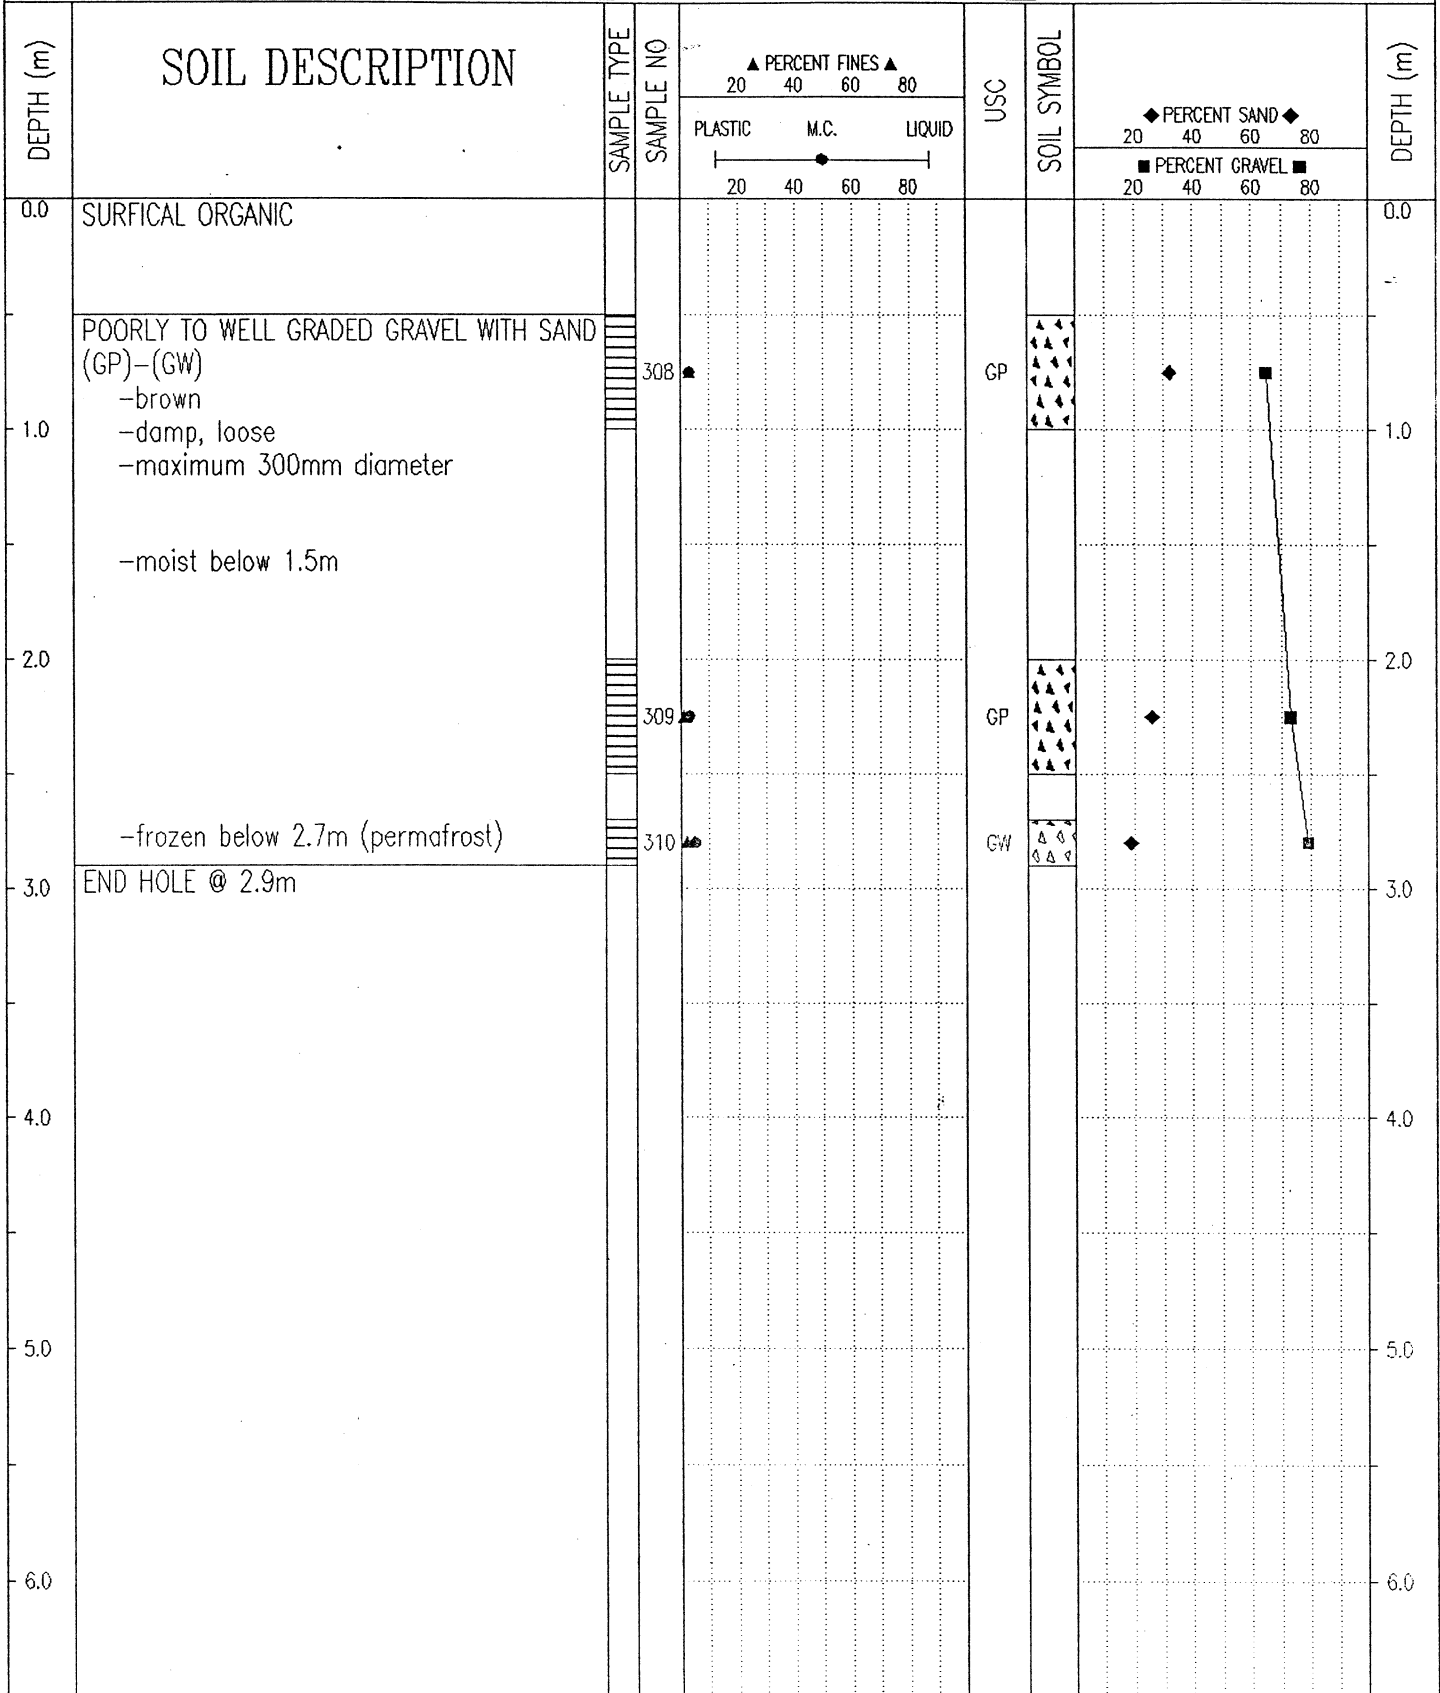 DEPTH (m)
SOIL DESCRIPTION
SAMPLE TYPE
SAMPLE NO
▲ PERCENT FINES ▲
20 40 60 80
PLASTIC M.C. LIQUID
20 40 60 80
USC
SOIL SYMBOL
◆ PERCENT SAND ◆
20 40 60 80
■ PERCENT GRAVEL ■
20 40 60 80
DEPTH (m)
0.0 SURFICAL ORGANIC 0.0
POORLY TO WELL GRADED GRAVEL WITH SAND
(GP)-(GW) 308 GP
-brown
1.0 -damp, loose 1.0
-maximum 300mm diameter
-moist below 1.5m
2.0 2.0
309 GP
-frozen below 2.7m (permafrost) 310 GW
3.0 END HOLE @ 2.9m 3.0
4.0 4.0
5.0 5.0
6.0 6.0